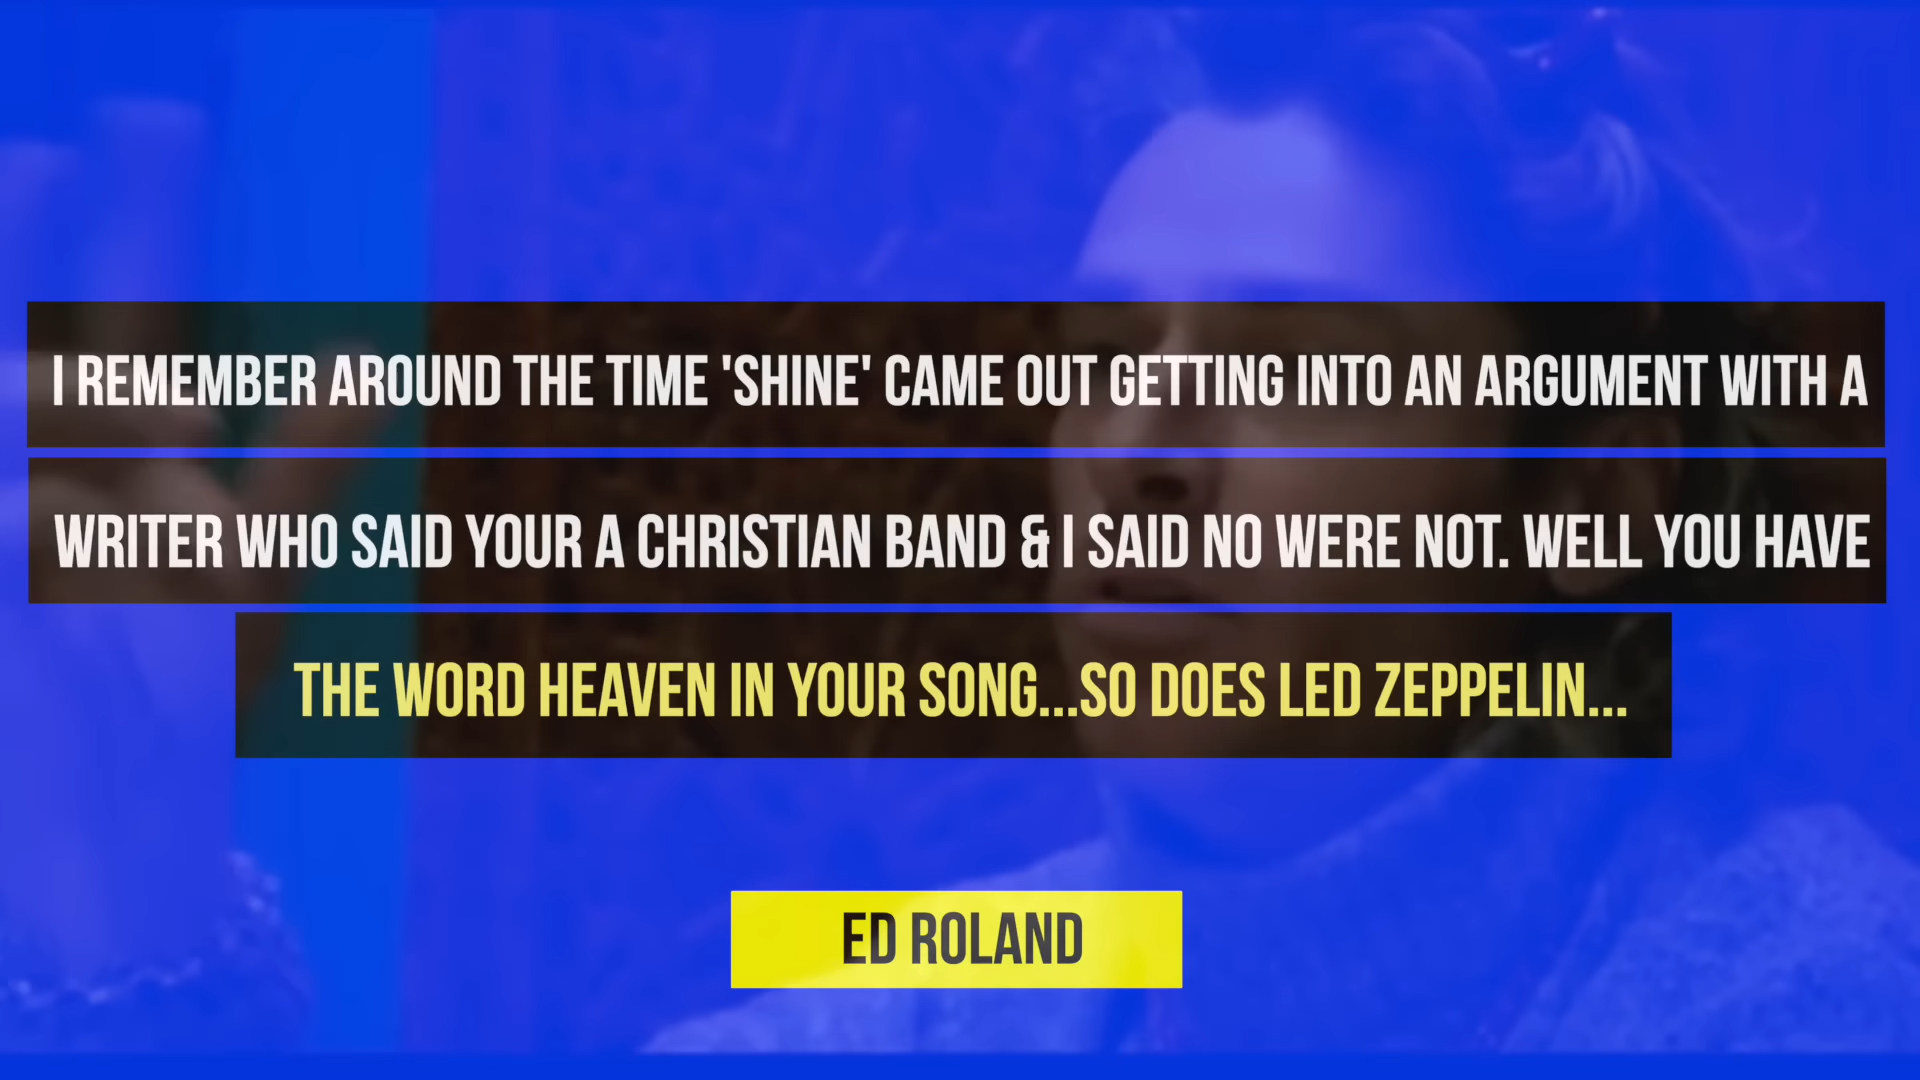 I REMEMBER AROUND THE TIME 'SHINE' CAME OUT GETTING INTO AN ARGUMENT WITH A
WRITER WHO SAID YOUR A CHRISTIAN BAND & I SAID NO WERE NOT. WELL YOU HAVE
THE WORD HEAVEN IN YOUR SONG...SO DOES LED ZEPPELIN...
ED ROLAND